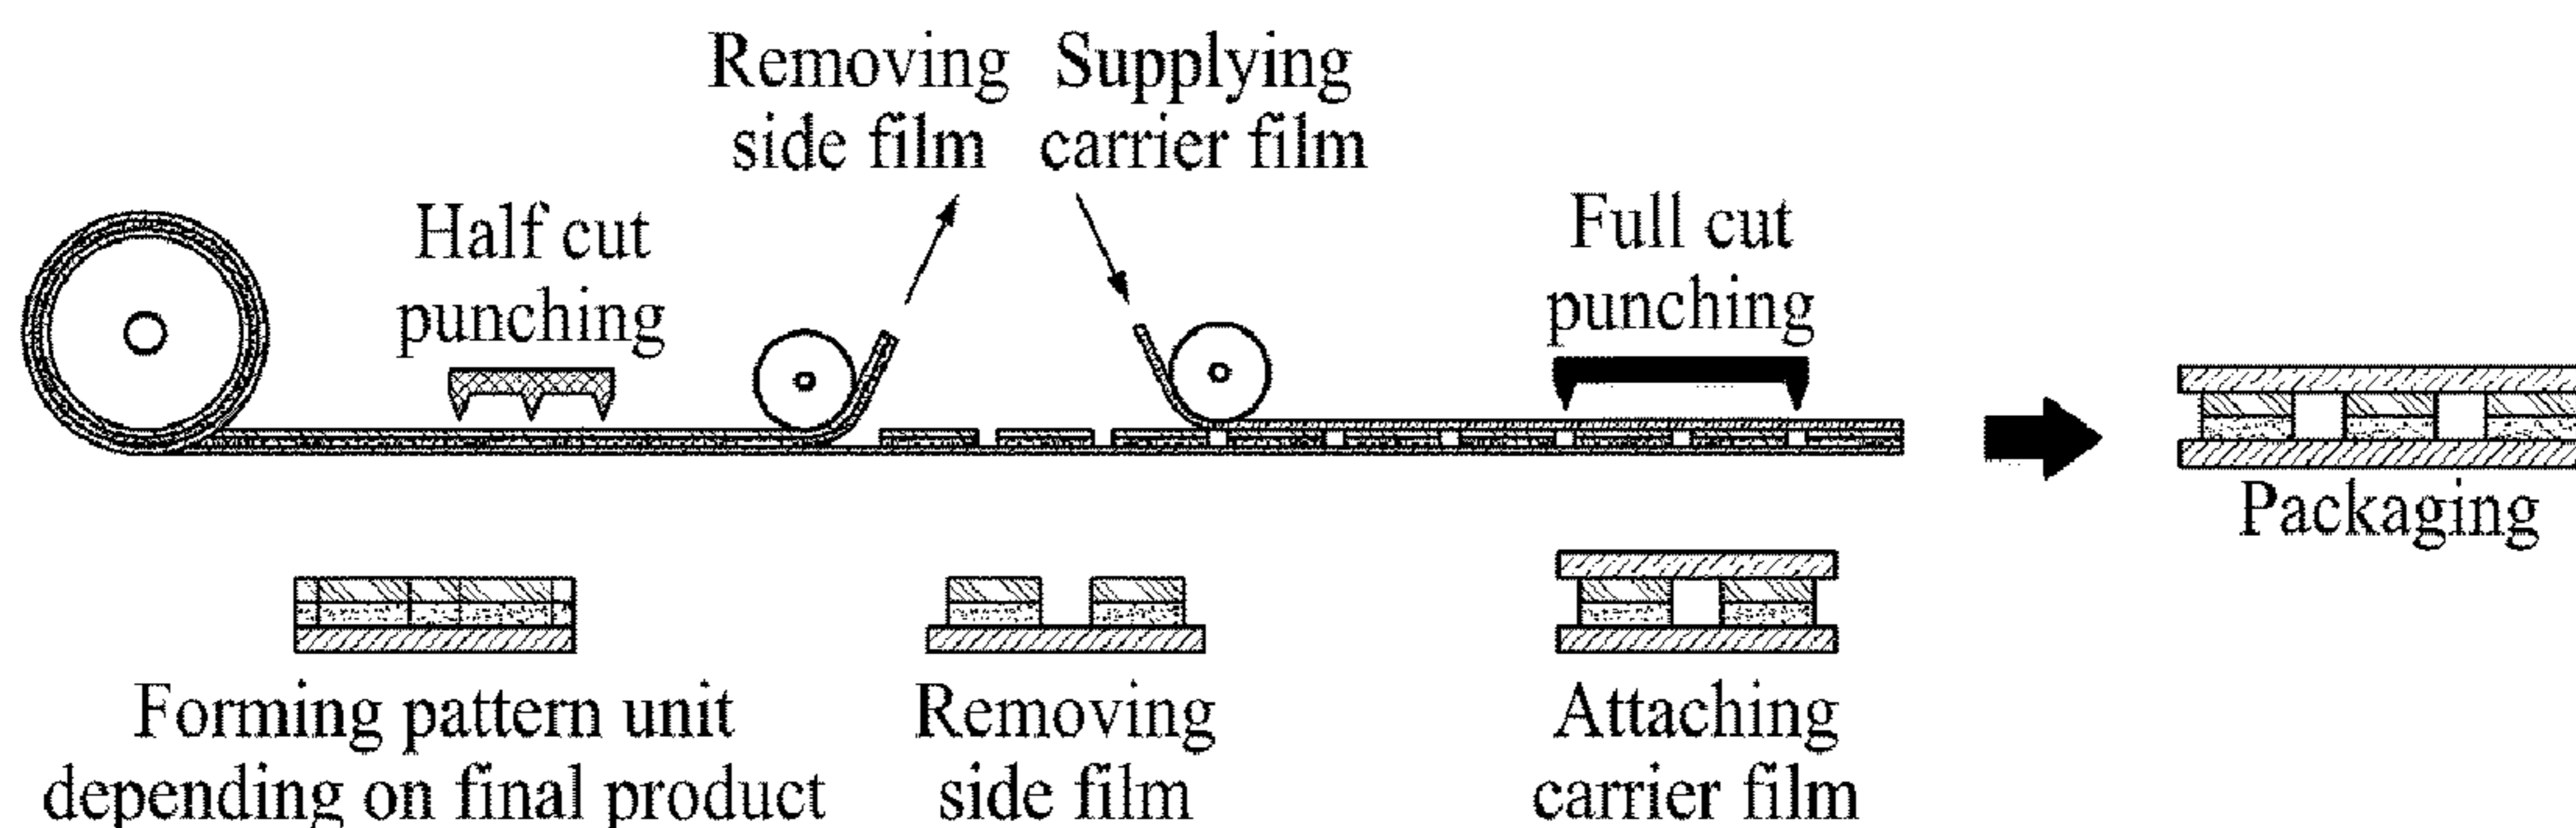 Removing
side film
Supplying
carrier film
Half cut
punching
Full cut
punching
Packaging
Forming pattern unit
depending on final product
Removing
side film
Attaching
carrier film